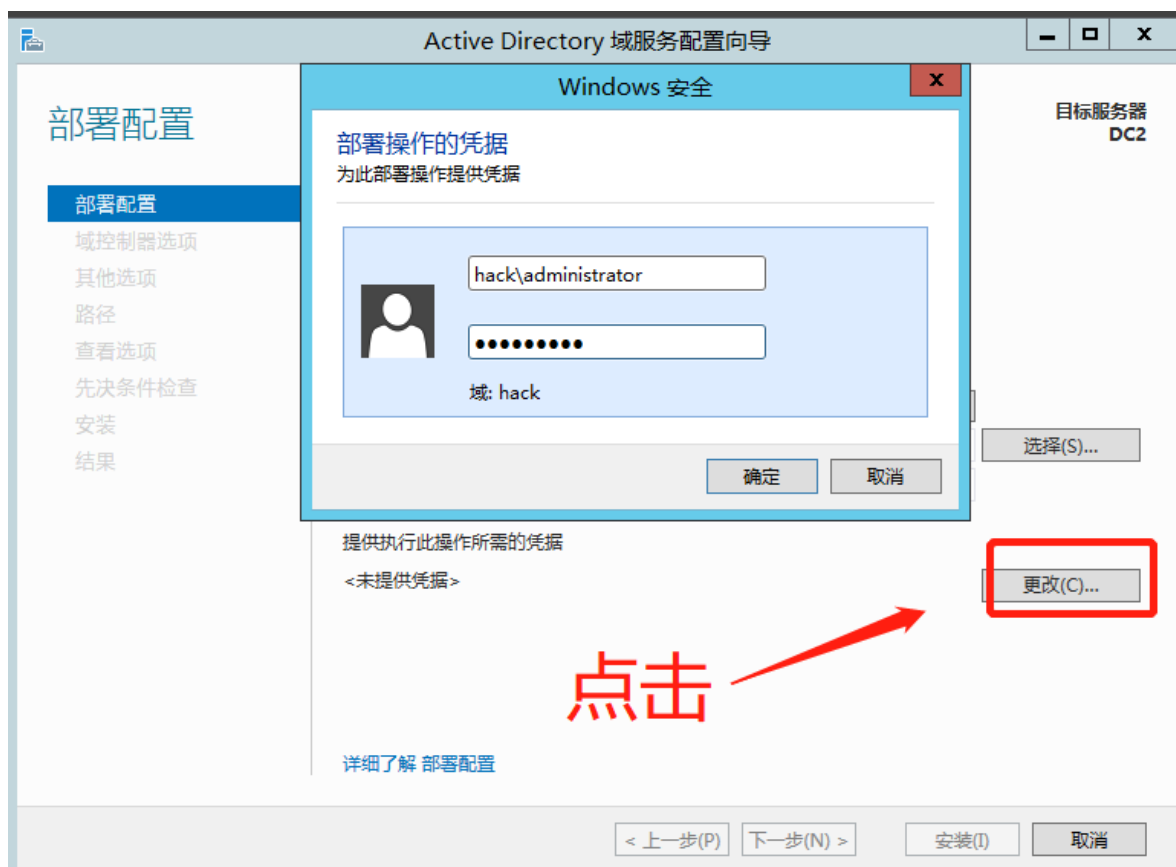 Active Directory 域服务配置向导
部署配置
目标服务器
DC2
部署配置
域控制器选项
其他选项
路径
查看选项
先决条件检查
安装
结果
Windows 安全
部署操作的凭据
为此部署操作提供凭据
hack\administrator
●●●●●●●●●
域: hack
确定
取消
选择(S)...
提供执行此操作所需的凭据
<未提供凭据>
更改(C)...
点击
详细了解 部署配置
< 上一步(P)
下一步(N) >
安装(I)
取消